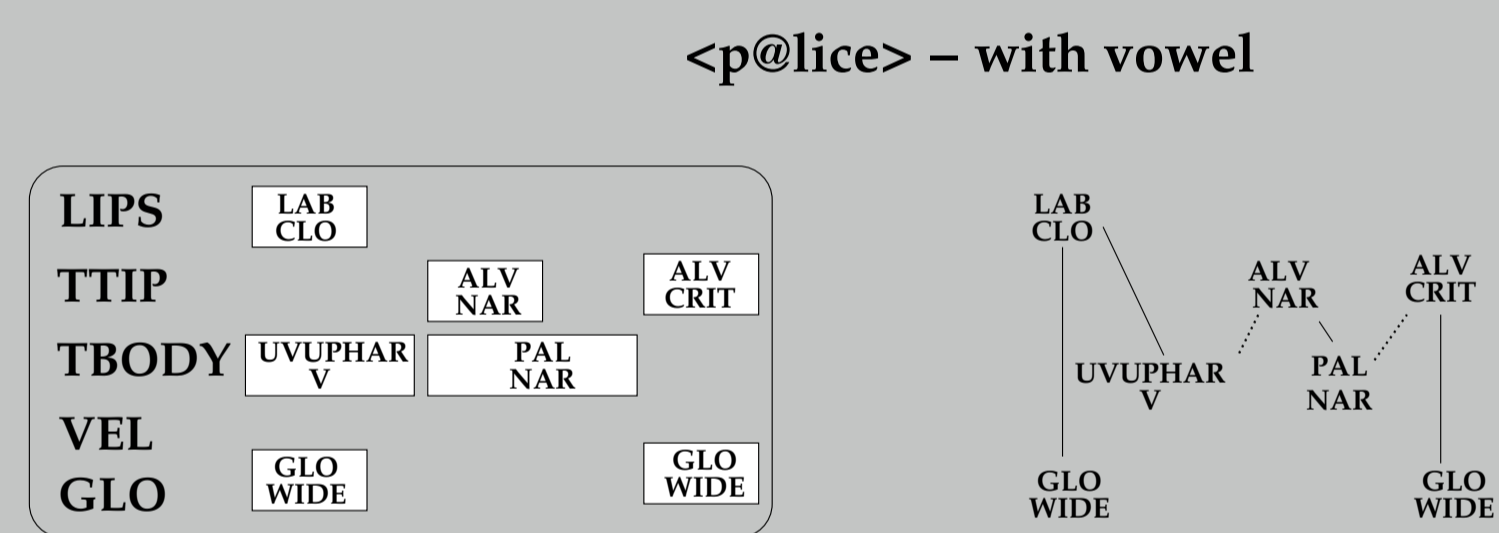 <p@lice> – with vowel
LIPS
LAB
CLO
TTIP
ALV
NAR
ALV
CRIT
TBODY
UVUPHAR
V
PAL
NAR
VEL
GLO
GLO
WIDE
GLO
WIDE
LAB
CLO
ALV
NAR
ALV
CRIT
UVUPHAR
V
PAL
NAR
GLO
WIDE
GLO
WIDE